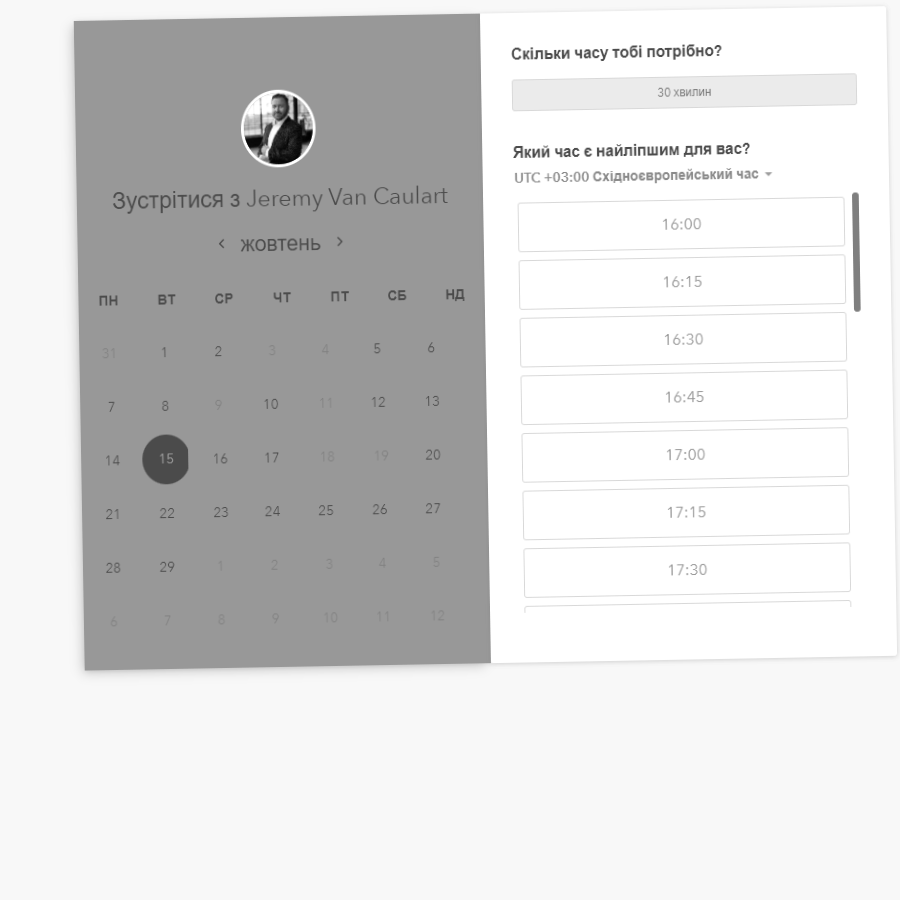 Зустрітися з Jeremy Van Caulart
‹ жовтень ›
ПН ВТ СР ЧТ ПТ СБ НД
31 1 2 3 4 5 6
7 8 9 10 11 12 13
14 15 16 17 18 19 20
21 22 23 24 25 26 27
28 29 1 2 3 4 5
6 7 8 9 10 11 12
Скільки часу тобі потрібно?
30 хвилин
Який час є найліпшим для вас?
UTC +03:00 Східноєвропейський час
16:00
16:15
16:30
16:45
17:00
17:15
17:30